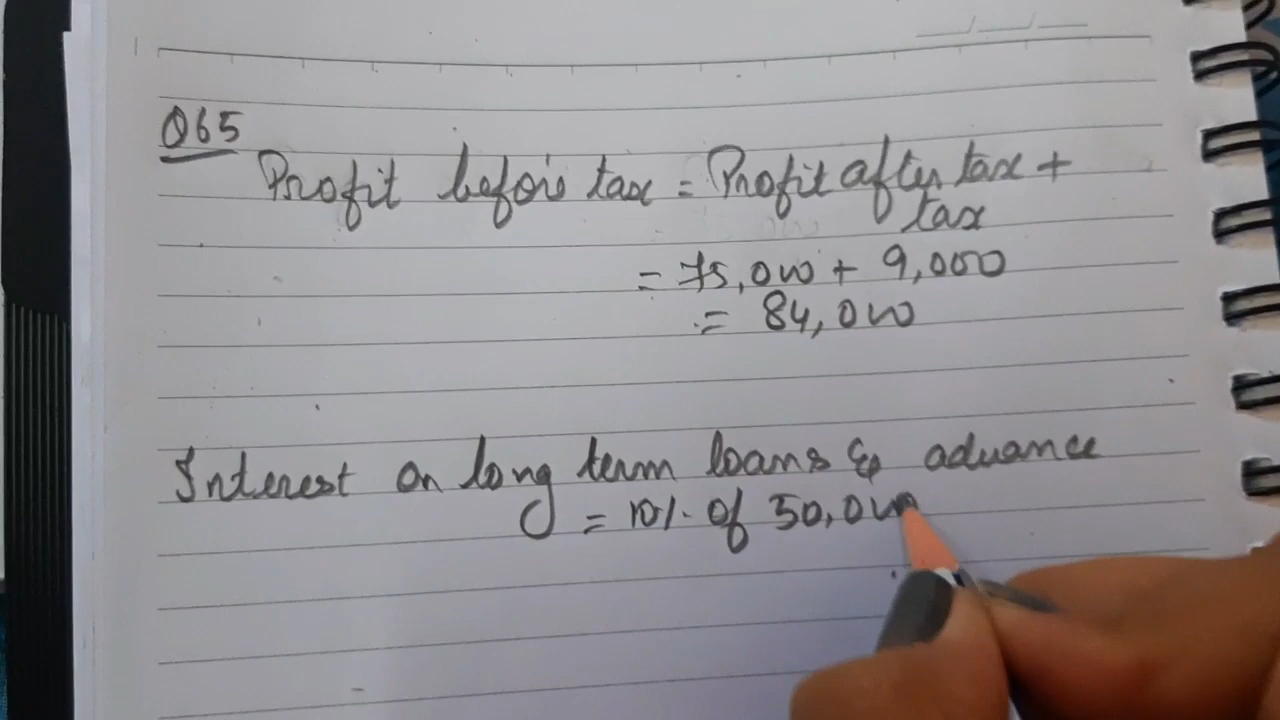 Q65
Profit before tax = Profit after tax +
tax
= 75,000 + 9,000
= 84,000
Interest on long term loans & advance
= 10% of 50,000